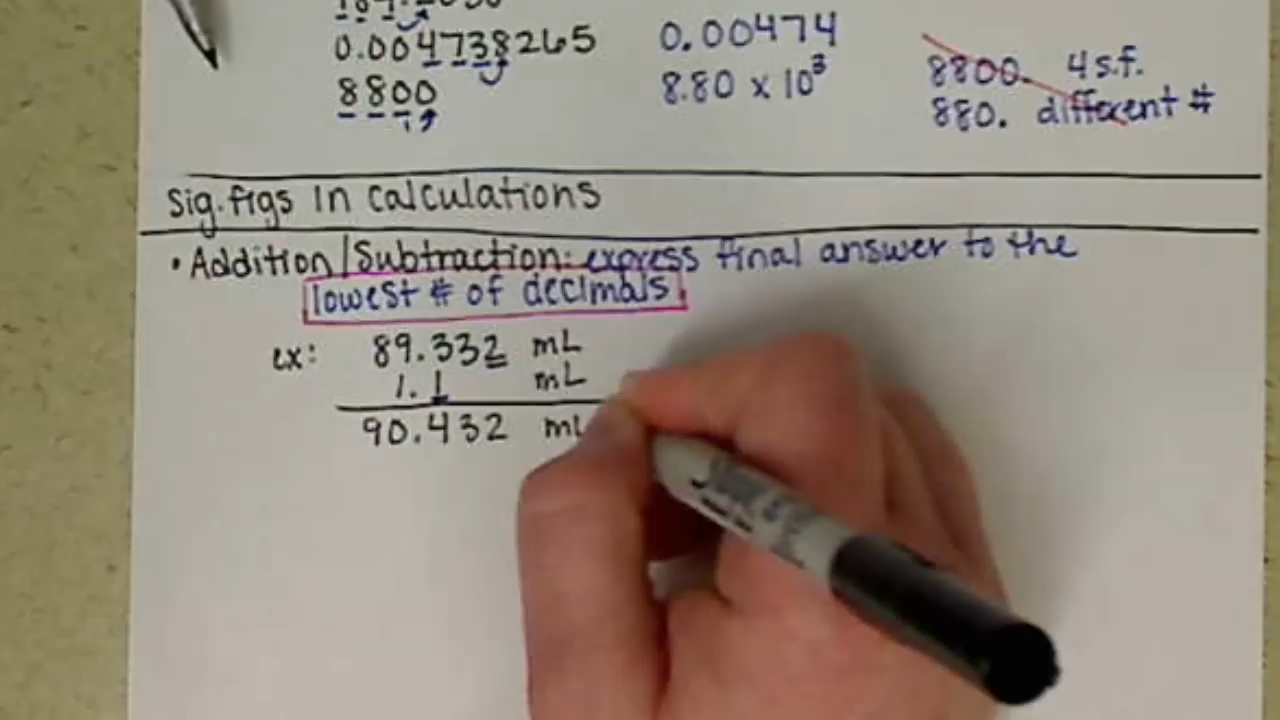 0.004738265 0.00474
8800 8.80 x 10³ 8800. 4 s.f.
880. different #
Sig. figs in Calculations
• Addition/Subtraction: express final answer to the
lowest # of decimals.
ex: 89.332 mL
1.1 mL
90.432 mL